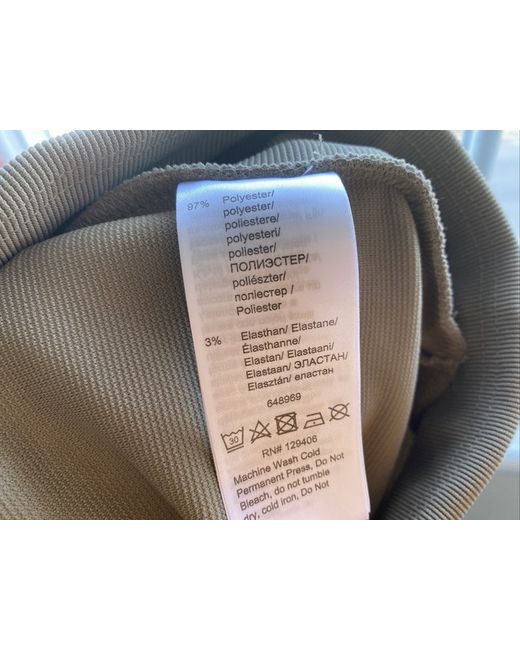 97% Polyester/
polyester/
poliestere/
polyesteri/
poliester/
ПОЛИЭСТЕР/
poliészter/
поліестер /
Poliester
3% Elasthan/ Elastane/
Élasthanne/
Elastan/ Elastaani/
Elastaan/ ЭЛАСТАН/
Elasztán/ еластан
648969
30
RN# 129406
Machine Wash Cold
Permanent Press, Do Not
Bleach, do not tumble
dry, cold iron, Do Not